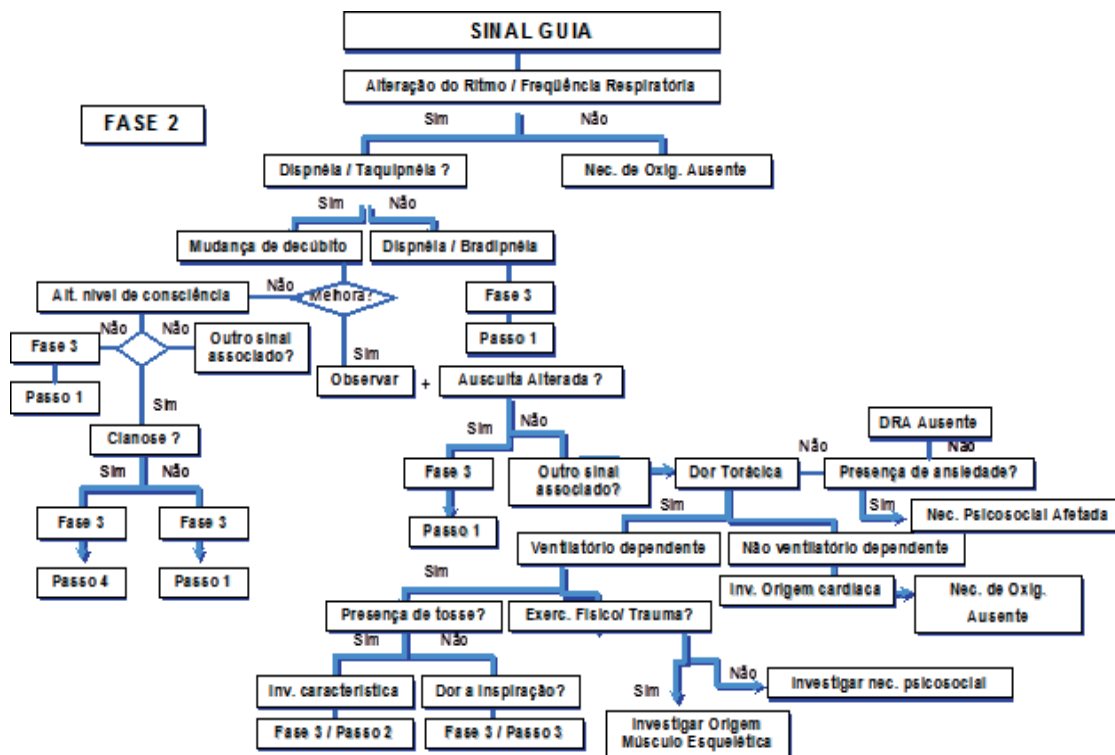 SINAL GUIA
Alteração do Ritmo / Freqüência Respiratória
FASE 2
Sim
Não
Dispnéia / Taquipnéia ?
Nec. de Oxig. Ausente
Sim
Não
Mudança de decúbito
Dispnéia / Bradipnéia
Alt. nivel de consciência
Não
Melhora?
Fase 3
Passo 1
Não
Não
Fase 3
Outro sinal
associado?
Passo 1
Sim
Observar
+
Ausculta Alterada ?
Sim
Cianose ?
Sim
Não
Fase 3
Fase 3
Passo 4
Passo 1
Sim
Não
Fase 3
Passo 1
Outro sinal
associado?
Dor Torácica
Não
DRA Ausente
Não
Presença de ansiedade?
Sim
Nec. Psicosocial Afetada
Sim
Ventilatório dependente
Não ventilatório dependente
Inv. Origem cardiaca
Nec. de Oxig.
Ausente
Sim
Presença de tosse?
Exerc. Fisico/ Trauma?
Sim
Não
Inv. caracteristica
Dor a inspiração?
Fase 3 / Passo 2
Fase 3 / Passo 3
Não
Investigar nec. psicosocial
Sim
Investigar Origem
Músculo Esquelética